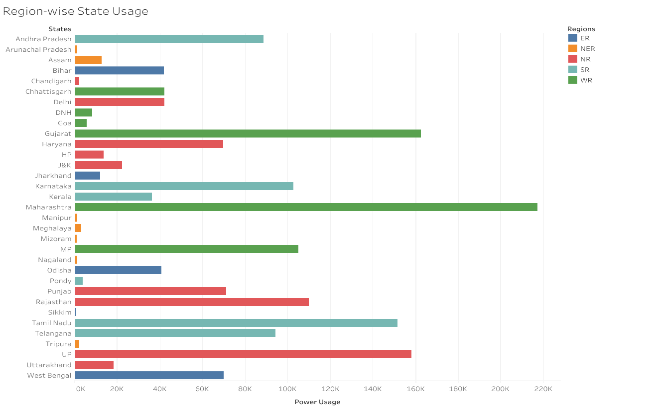 Region-wise State Usage
States
Andhra Pradesh
Arunachal Pradesh
Assam
Bihar
Chandigarh
Chhattisgarh
Delhi
DNH
Goa
Gujarat
Haryana
HP
J&K
Jharkhand
Karnataka
Kerala
Maharashtra
Manipur
Meghalaya
Mizoram
MP
Nagaland
Odisha
Pondy
Punjab
Rajasthan
Sikkim
Tamil Nadu
Telangana
Tripura
UP
Uttarakhand
West Bengal
0K 20K 40K 60K 80K 100K 120K 140K 160K 180K 200K 220K
Power Usage
Regions
ER
NER
NR
SR
WR